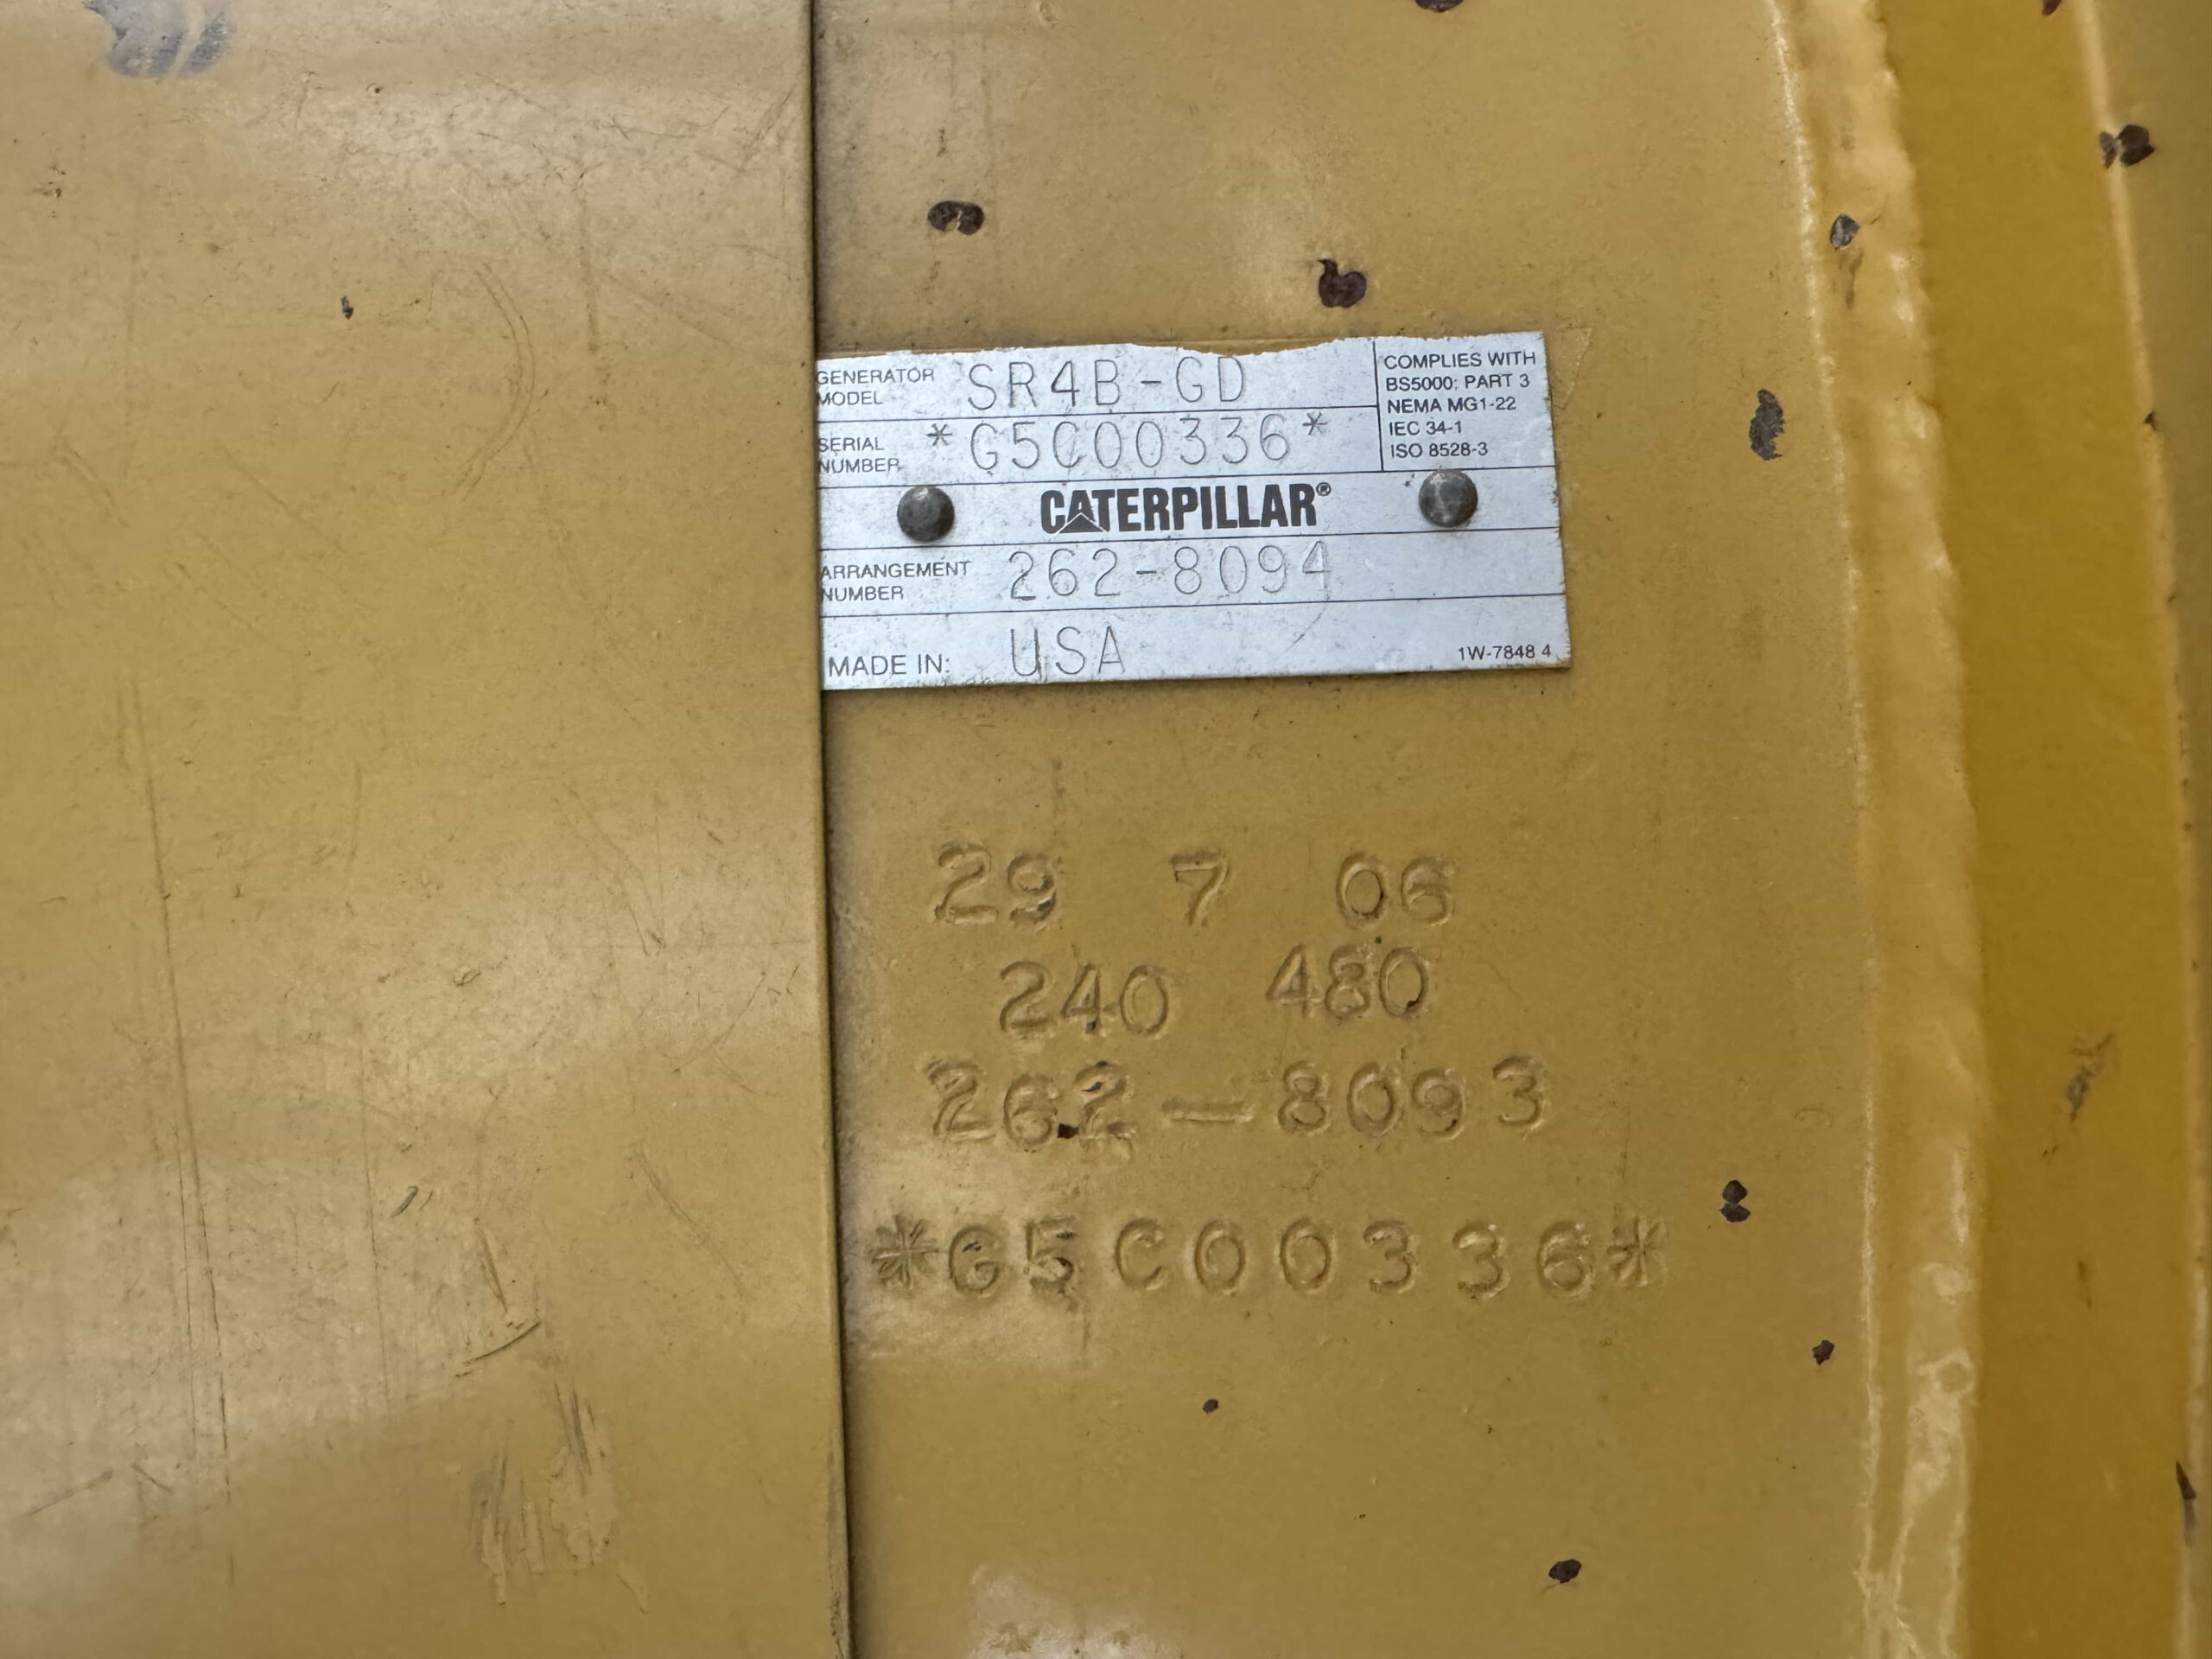 GENERATOR MODEL SR4B-GD
SERIAL NUMBER *G5C00336*
COMPLIES WITH
BS5000: PART 3
NEMA MG1-22
IEC 34-1
ISO 8528-3
CATERPILLAR®
ARRANGEMENT NUMBER 262-8094
MADE IN: USA
1W-7848 4
29 7 06
240 480
262-8093
*G5C00336*